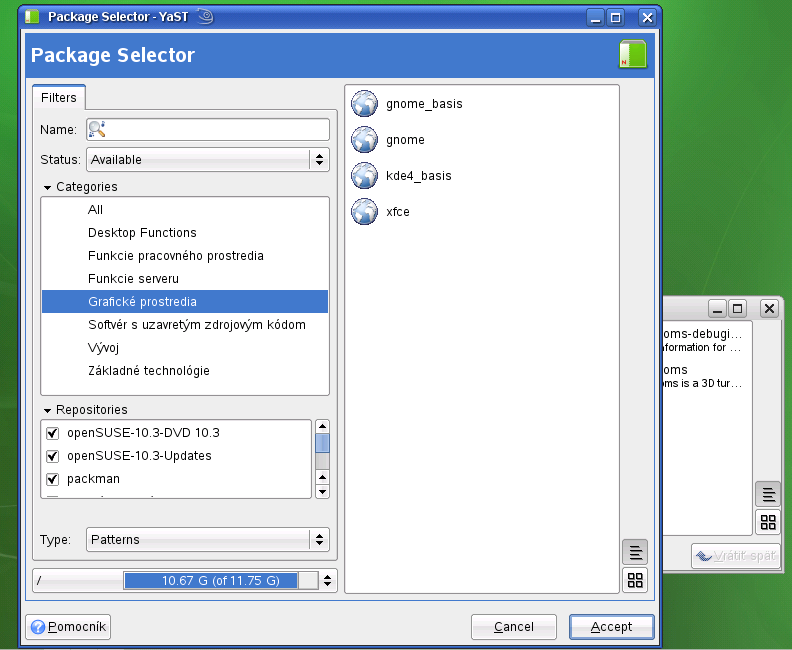 Package Selector - YaST
Package Selector
Filters
Name:
Status: Available
Categories
All
Desktop Functions
Funkcie pracovného prostredia
Funkcie serveru
Grafické prostredia
Softvér s uzavretým zdrojovým kódom
Vývoj
Základné technológie
Repositories
openSUSE-10.3-DVD 10.3
openSUSE-10.3-Updates
packman
Type: Patterns
/ 10.67 G (of 11.75 G)
Pomocník
gnome_basis
gnome
kde4_basis
xfce
Cancel
Accept
oms-debugi...
formation for ...
oms
oms is a 3D tur...
Vrátiť späť